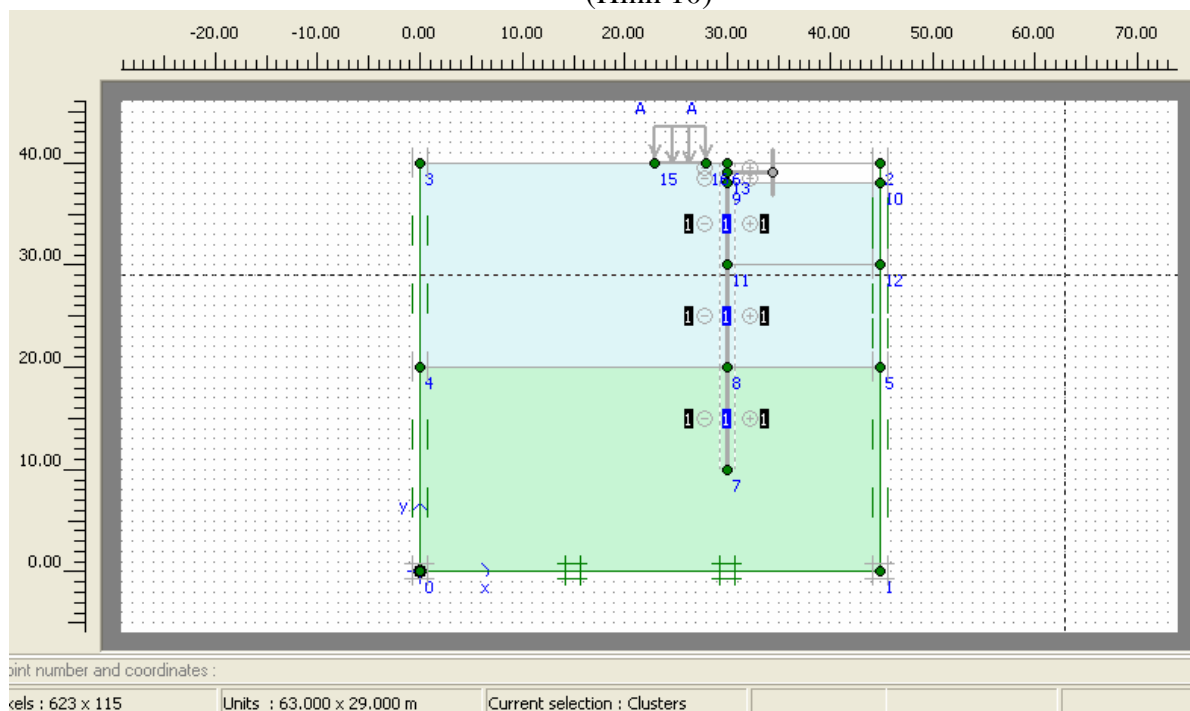 (Hình 10)
-20.00 -10.00 0.00 10.00 20.00 30.00 40.00 50.00 60.00 70.00
A A
40.00
3 15 6 2
13
9 10
1 1 1
30.00
11 12
1 1 1
20.00
4 8 5
1 1 1
10.00
7
y
0.00
0 x 1
oint number and coordinates :
xels : 623 x 115 Units : 63.000 x 29.000 m Current selection : Clusters